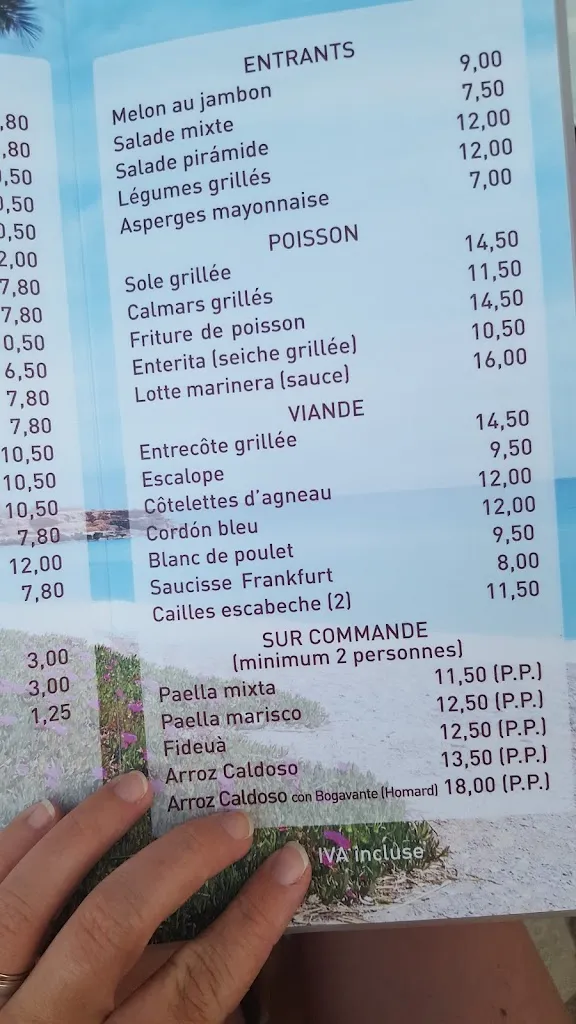 ,80
,80
,50
,50
0,50
2,00
7,80
7,80
0,50
6,50
7,80
7,80
10,50
10,50
10,50
7,80
12,00
7,80
3,00
3,00
1,25
ENTRANTS
Melon au jambon 9,00
Salade mixte 7,50
Salade pirámide 12,00
Légumes grillés 12,00
Asperges mayonnaise 7,00
POISSON
Sole grillée 14,50
Calmars grillés 11,50
Friture de poisson 14,50
Enterita (seiche grillée) 10,50
Lotte marinera (sauce) 16,00
VIANDE
Entrecôte grillée 14,50
Escalope 9,50
Côtelettes d'agneau 12,00
Cordón bleu 12,00
Blanc de poulet 9,50
Saucisse Frankfurt 8,00
Cailles escabeche (2) 11,50
SUR COMMANDE
(minimum 2 personnes)
Paella mixta 11,50 (P.P.)
Paella marisco 12,50 (P.P.)
Fideuà 12,50 (P.P.)
Arroz Caldoso 13,50 (P.P.)
Arroz Caldoso con Bogavante (Homard) 18,00 (P.P.)
IVA incluse